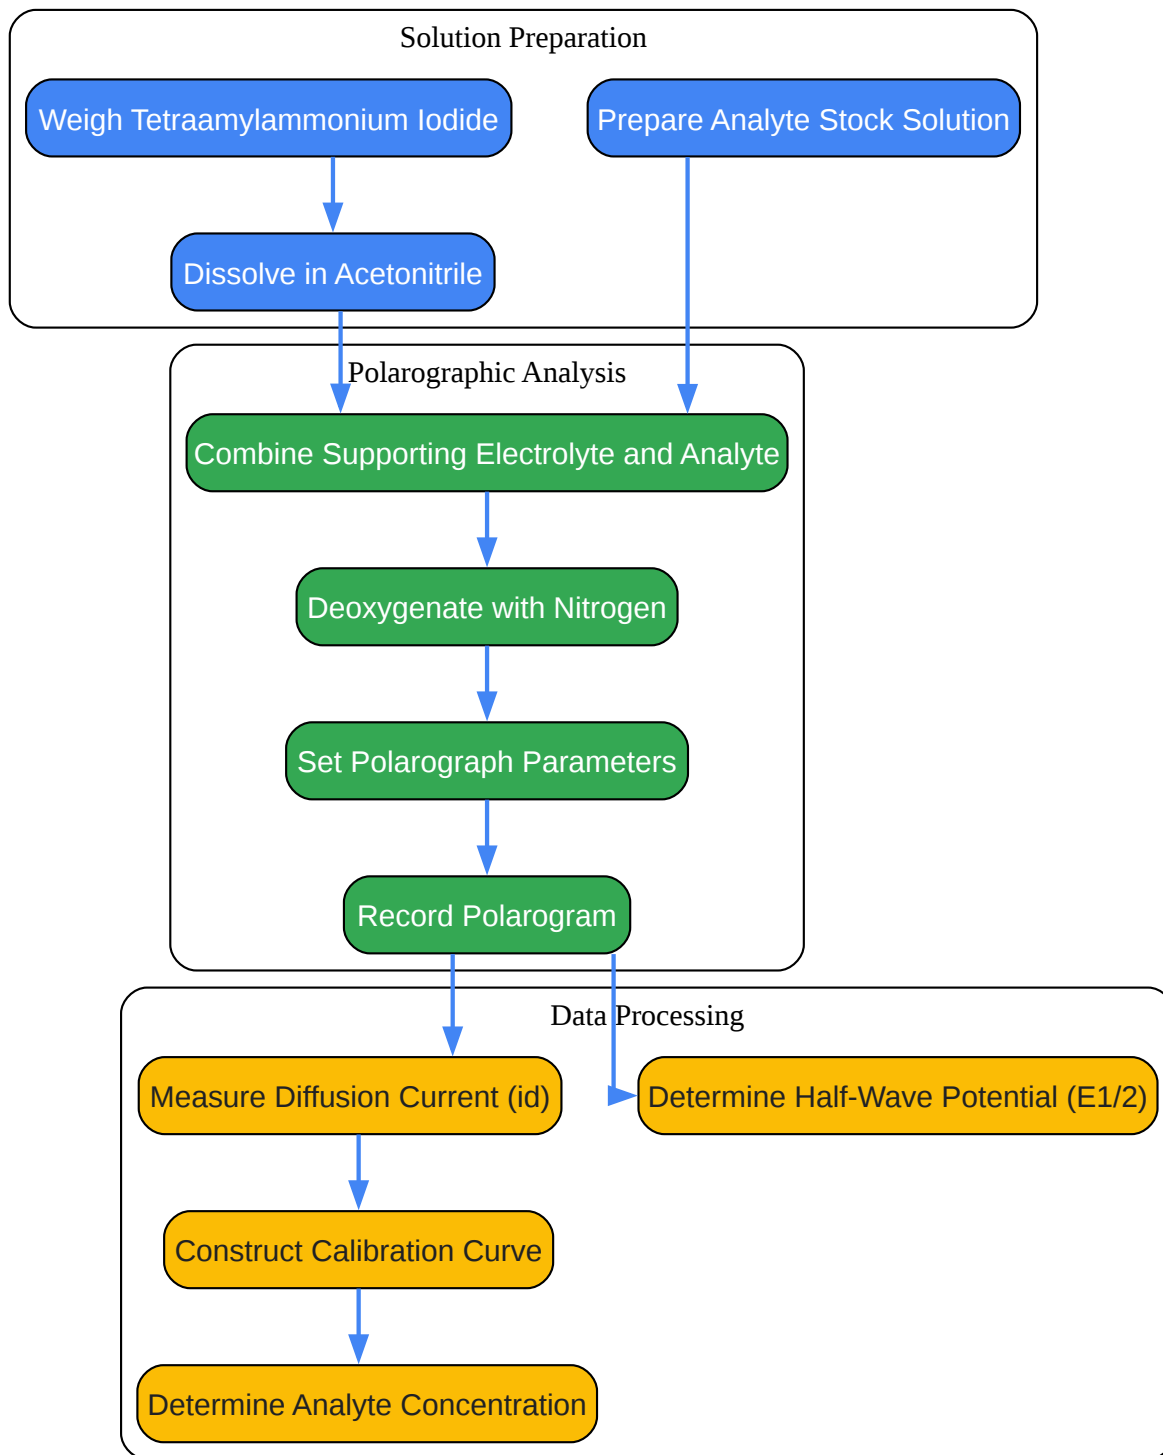 Solution Preparation
Weigh Tetraamylammonium Iodide
Prepare Analyte Stock Solution
Dissolve in Acetonitrile
Polarographic Analysis
Combine Supporting Electrolyte and Analyte
Deoxygenate with Nitrogen
Set Polarograph Parameters
Record Polarogram
Data Processing
Measure Diffusion Current (id)
Determine Half-Wave Potential (E1/2)
Construct Calibration Curve
Determine Analyte Concentration